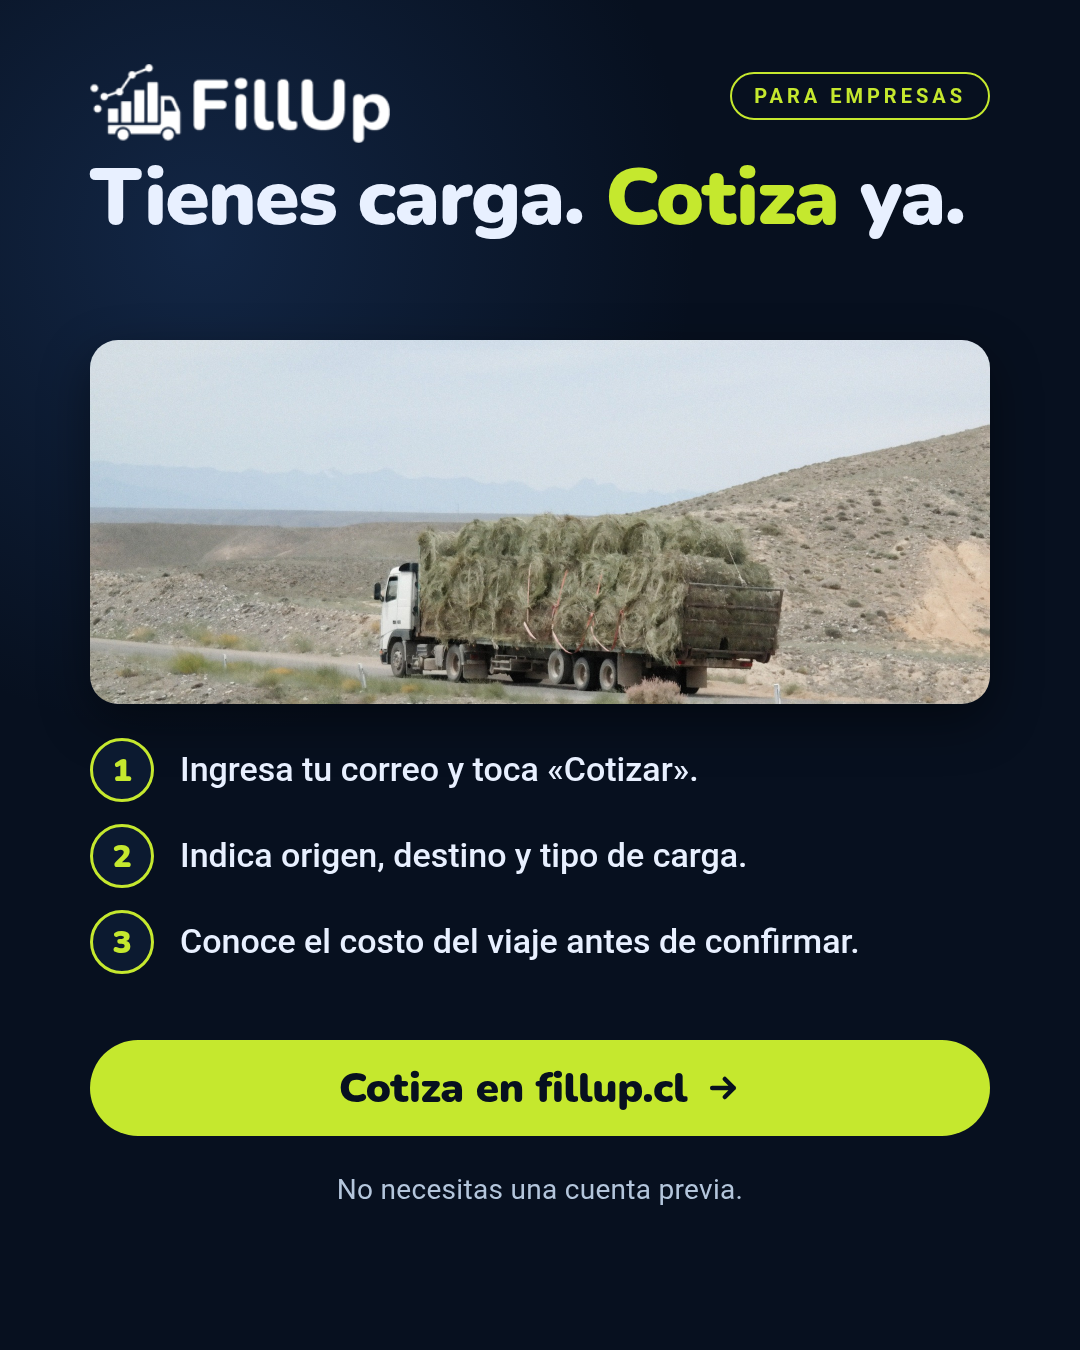 FillUp
PARA EMPRESAS
Tienes carga. Cotiza ya.
1 Ingresa tu correo y toca «Cotizar».
2 Indica origen, destino y tipo de carga.
3 Conoce el costo del viaje antes de confirmar.
Cotiza en fillup.cl →
No necesitas una cuenta previa.